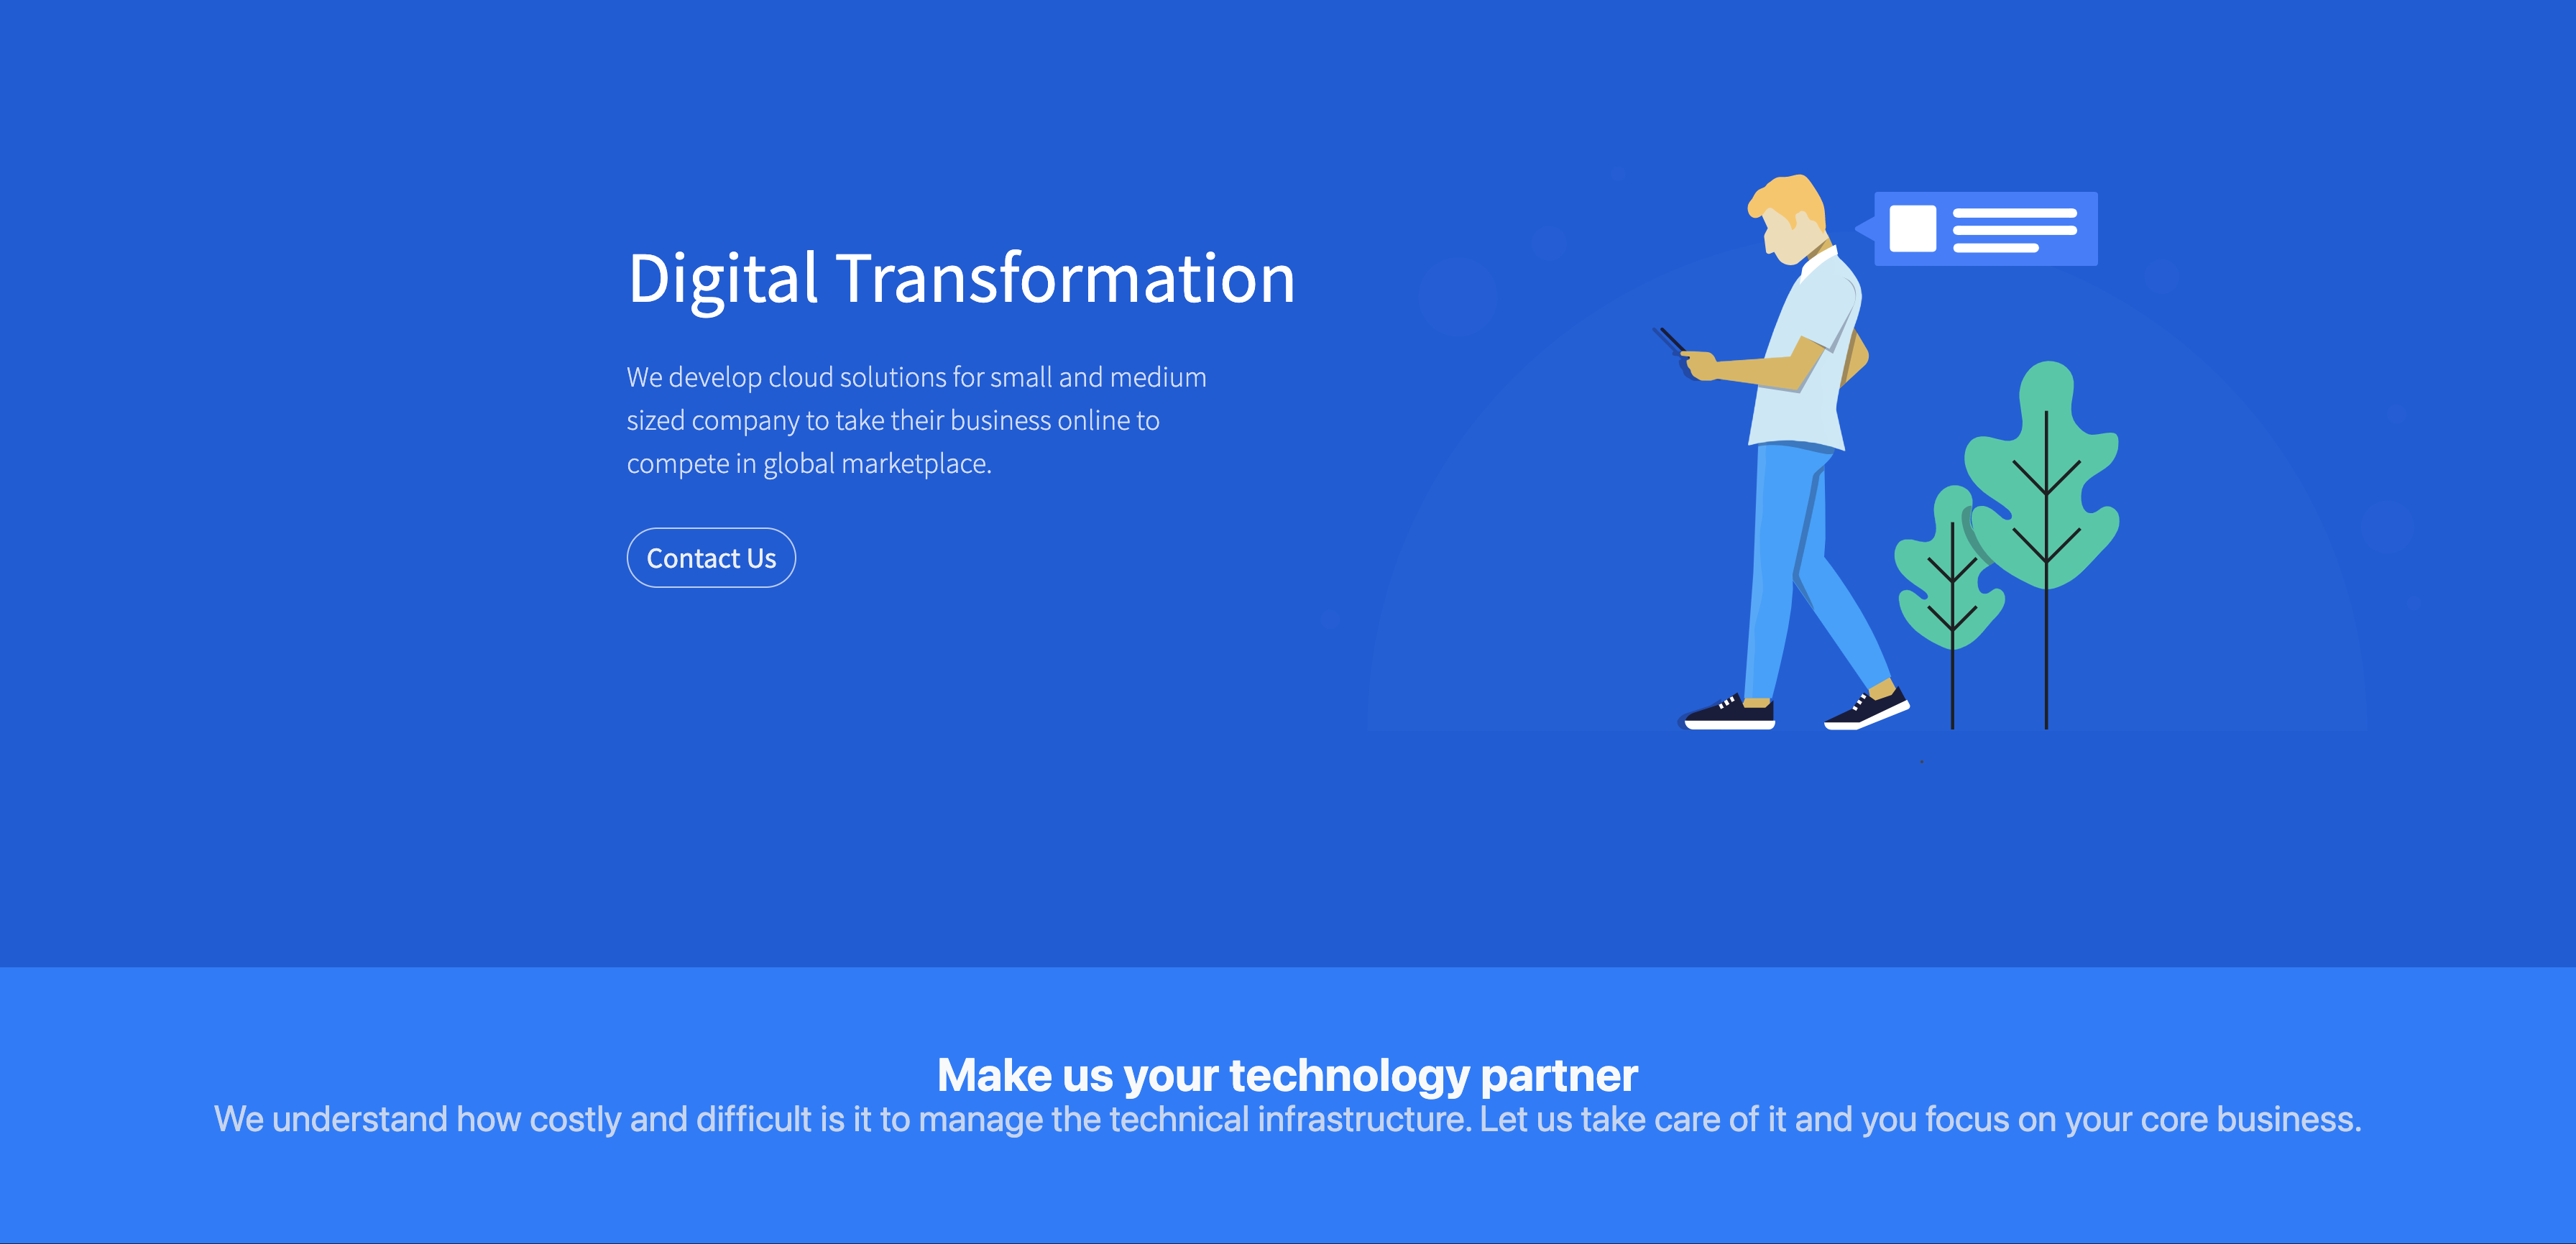 Digital Transformation
We develop cloud solutions for small and medium
sized company to take their business online to
compete in global marketplace.
Contact Us
Make us your technology partner
We understand how costly and difficult is it to manage the technical infrastructure. Let us take care of it and you focus on your core business.